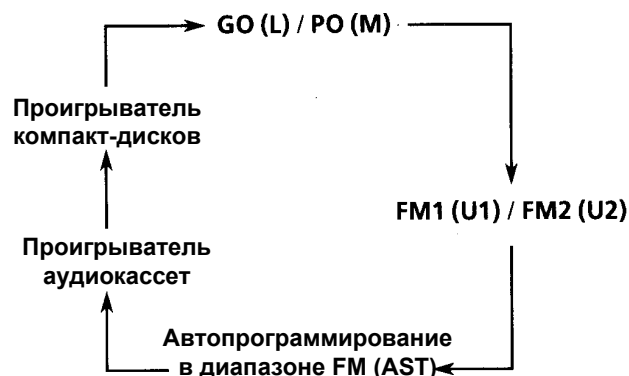 GO (L) / PO (M)
Проигрыватель
компакт-дисков
FM1 (U1) / FM2 (U2)
Проигрыватель
аудиокассет
Автопрограммирование
в диапазоне FM (AST)